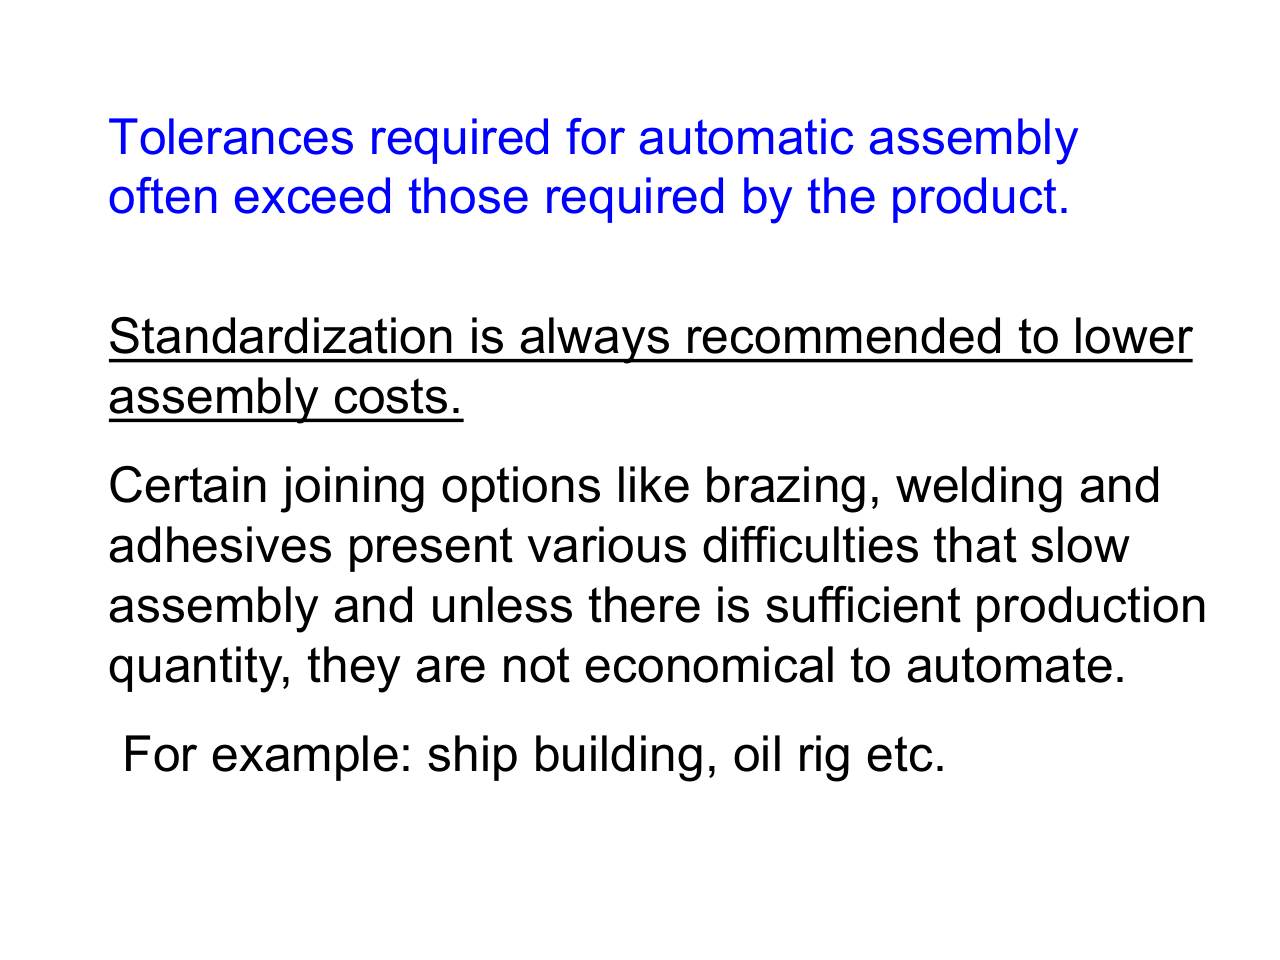 Tolerances required for automatic assembly
often exceed those required by the product.
Standardization is always recommended to lower
assembly costs.
Certain joining options like brazing, welding and
adhesives present various difficulties that slow
assembly and unless there is sufficient production
quantity, they are not economical to automate.
For example: ship building, oil rig etc.